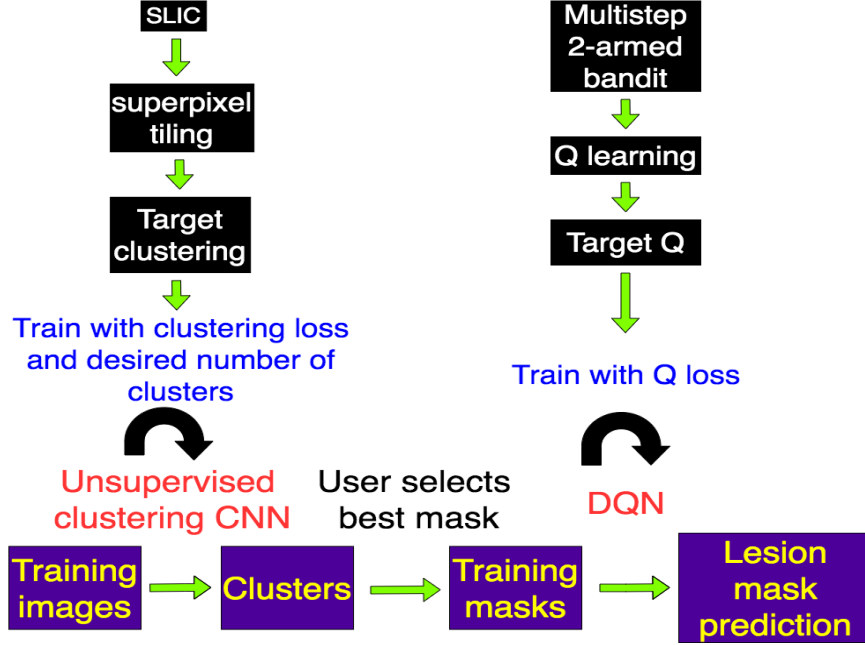 SLIC
superpixel
tiling
Target
clustering
Train with clustering loss
and desired number of
clusters
Multistep
2-armed
bandit
Q learning
Target Q
Train with Q loss
Unsupervised
clustering CNN
User selects
best mask
DQN
Training
images
Clusters
Training
masks
Lesion
mask
prediction